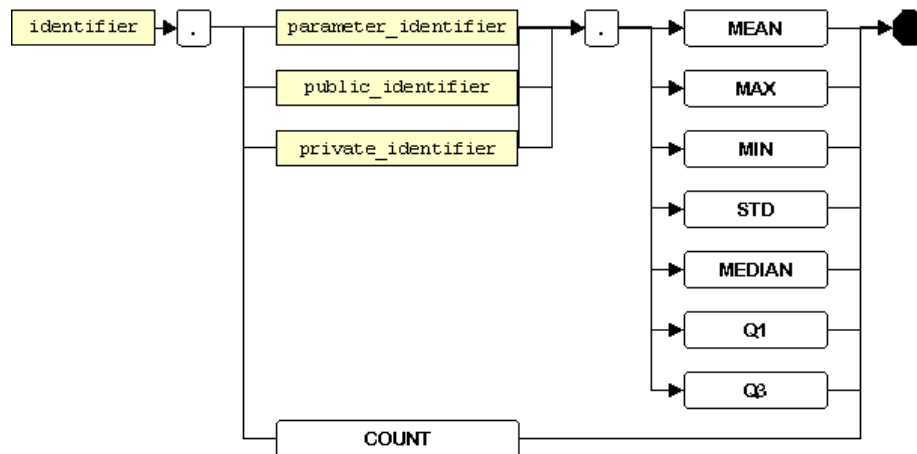 identifier . parameter_identifier . MEAN
public_identifier MAX
private_identifier MIN
STD
MEDIAN
Q1
Q3
COUNT